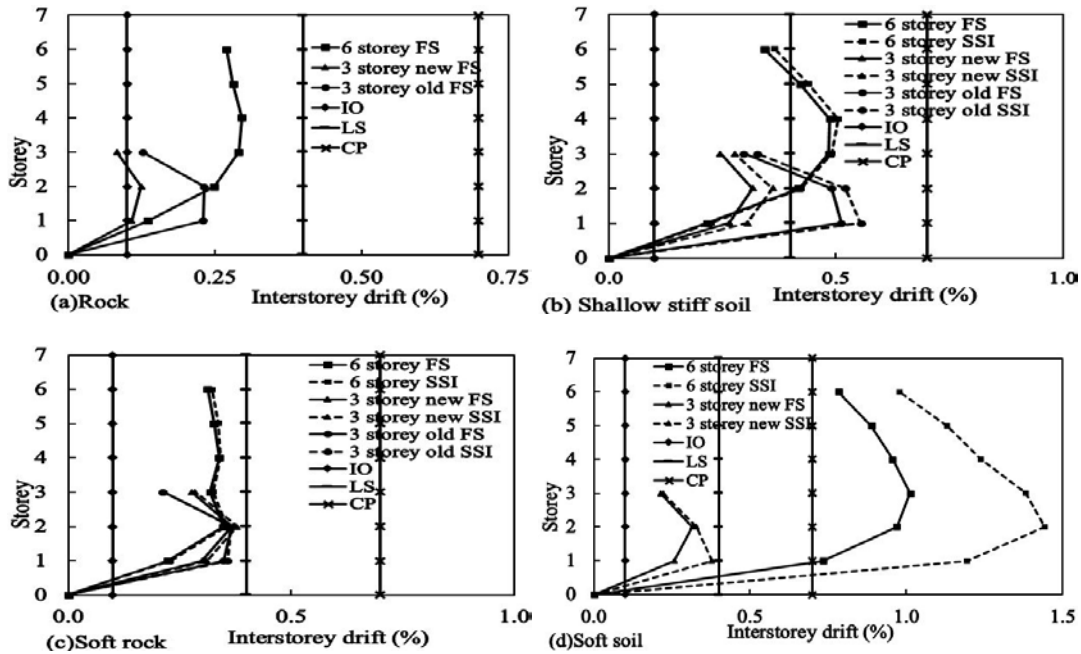 7
6
5
4
3
2
1
0
Storey
6 storey FS
3 storey new FS
3 storey old FS
IO
LS
CP
0.00
0.25
0.50
0.75
(a)Rock
Interstorey drift (%)
7
6
5
4
3
2
1
0
Storey
6 storey FS
6 storey SSI
3 storey new FS
3 storey new SSI
3 storey old FS
3 storey old SSI
IO
LS
CP
0.0
0.5
1.0
(b) Shallow stiff soil
Interstorey drift (%)
7
6
5
4
3
2
1
0
Storey
6 storey FS
6 storey SSI
3 storey new FS
3 storey new SSI
3 storey old FS
3 storey old SSI
IO
LS
CP
0.0
0.5
1.0
(c)Soft rock
Interstorey drift (%)
7
6
5
4
3
2
1
0
Storey
6 storey FS
6 storey SSI
3 storey new FS
3 storey new SSI
IO
LS
CP
0.0
0.5
1.0
1.5
(d)Soft soil
Interstorey drift (%)